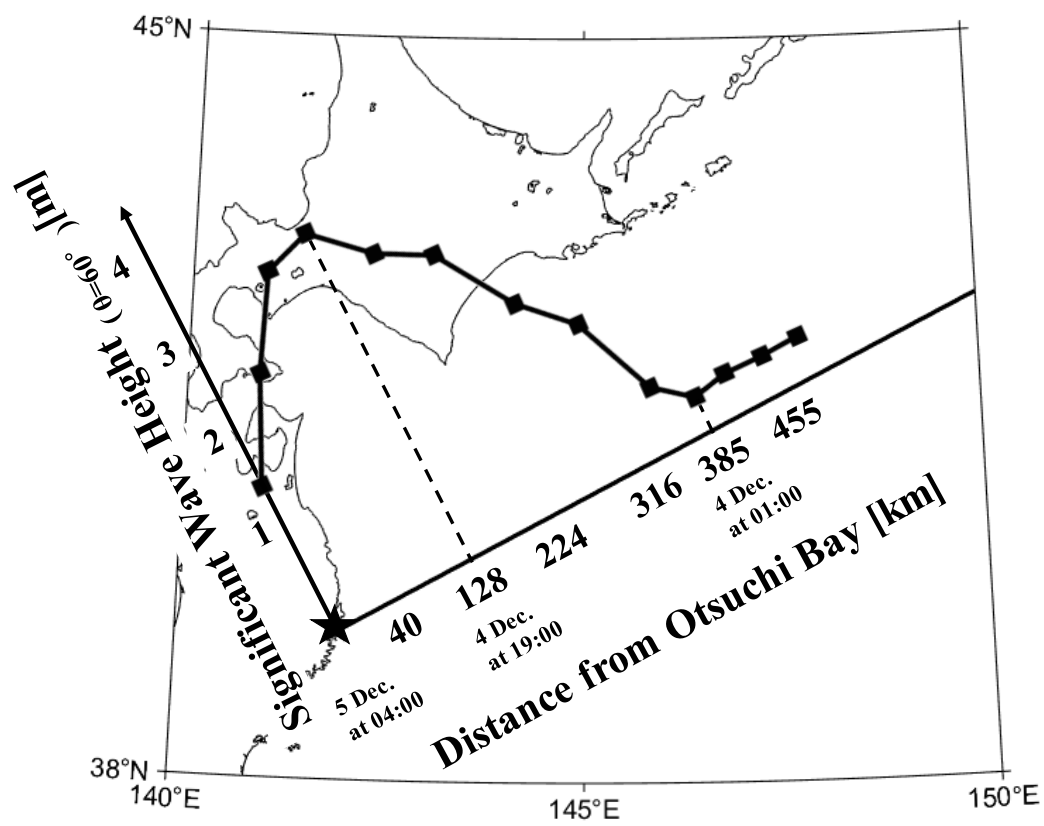 45°N
Significant Wave Height ( θ=60° )[m]
4
3
2
1
40
128
224
316
385
455
5 Dec.
at 04:00
4 Dec.
at 19:00
4 Dec.
at 01:00
Distance from Otsuchi Bay [km]
38°N
140°E
145°E
150°E